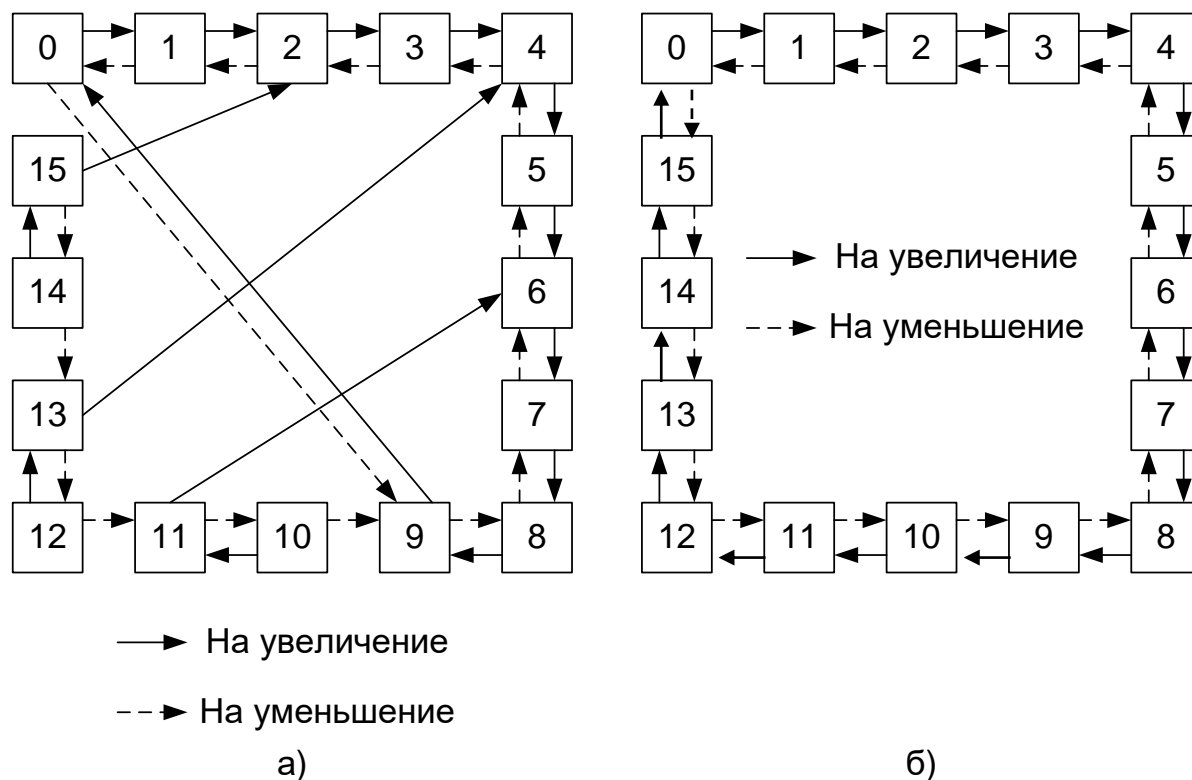 0 1 2 3 4
15 5
14 6
13 7
12 11 10 9 8
На увеличение
На уменьшение
а)
0 1 2 3 4
15 5
14 6
13 7
12 11 10 9 8
На увеличение
На уменьшение
б)